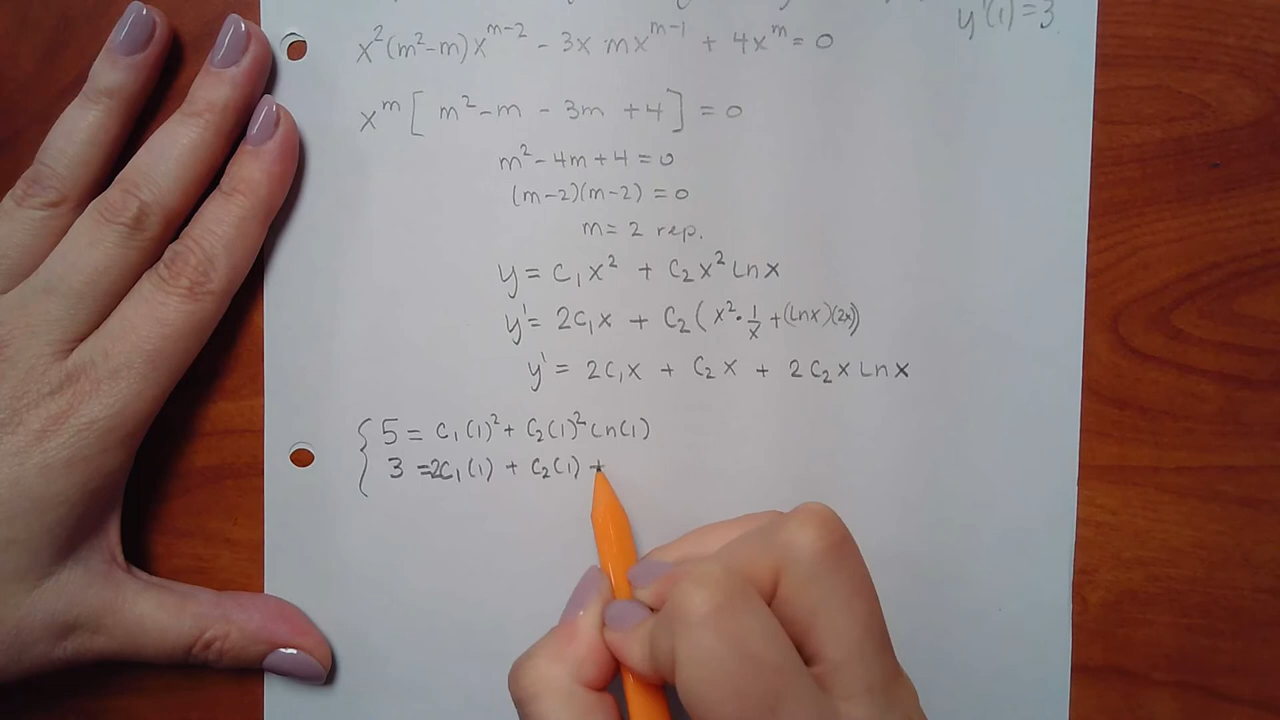 y'(1) = 3
x²(m²-m)x^{m-2} - 3x·mx^{m-1} + 4x^m = 0
x^m [ m² - m - 3m + 4 ] = 0
m² - 4m + 4 = 0
(m-2)(m-2) = 0
m = 2 rep.
y = C₁x² + C₂x² ln x
y' = 2C₁x + C₂(x²·1/x + (ln x)(2x))
y' = 2C₁x + C₂x + 2C₂x ln x
{ 5 = C₁(1)² + C₂(1)² ln(1)
3 = 2C₁(1) + C₂(1) +